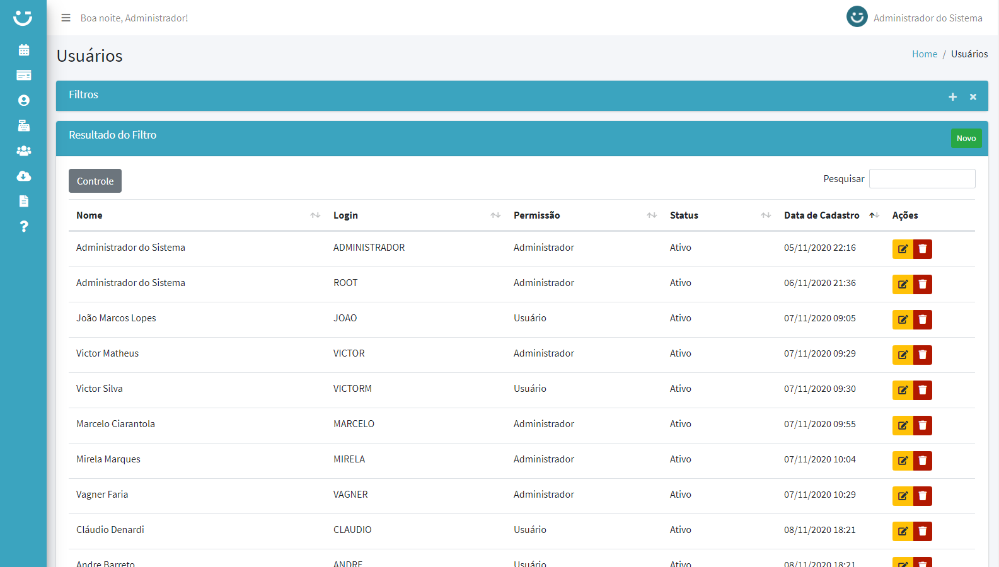 Boa noite, Administrador!
Administrador do Sistema
Usuários
Home / Usuários
Filtros
Resultado do Filtro
Novo
Controle
Pesquisar
Nome Login Permissão Status Data de Cadastro Ações
Administrador do Sistema ADMINISTRADOR Administrador Ativo 05/11/2020 22:16
Administrador do Sistema ROOT Administrador Ativo 06/11/2020 21:36
João Marcos Lopes JOAO Usuário Ativo 07/11/2020 09:05
Victor Matheus VICTOR Administrador Ativo 07/11/2020 09:29
Victor Silva VICTORM Usuário Ativo 07/11/2020 09:30
Marcelo Ciarantola MARCELO Administrador Ativo 07/11/2020 09:55
Mirela Marques MIRELA Administrador Ativo 07/11/2020 10:04
Vagner Faria VAGNER Administrador Ativo 07/11/2020 10:29
Cláudio Denardi CLAUDIO Usuário Ativo 08/11/2020 18:21
Andre Barreto ANDRE Usuário Ativo 08/11/2020 18:21